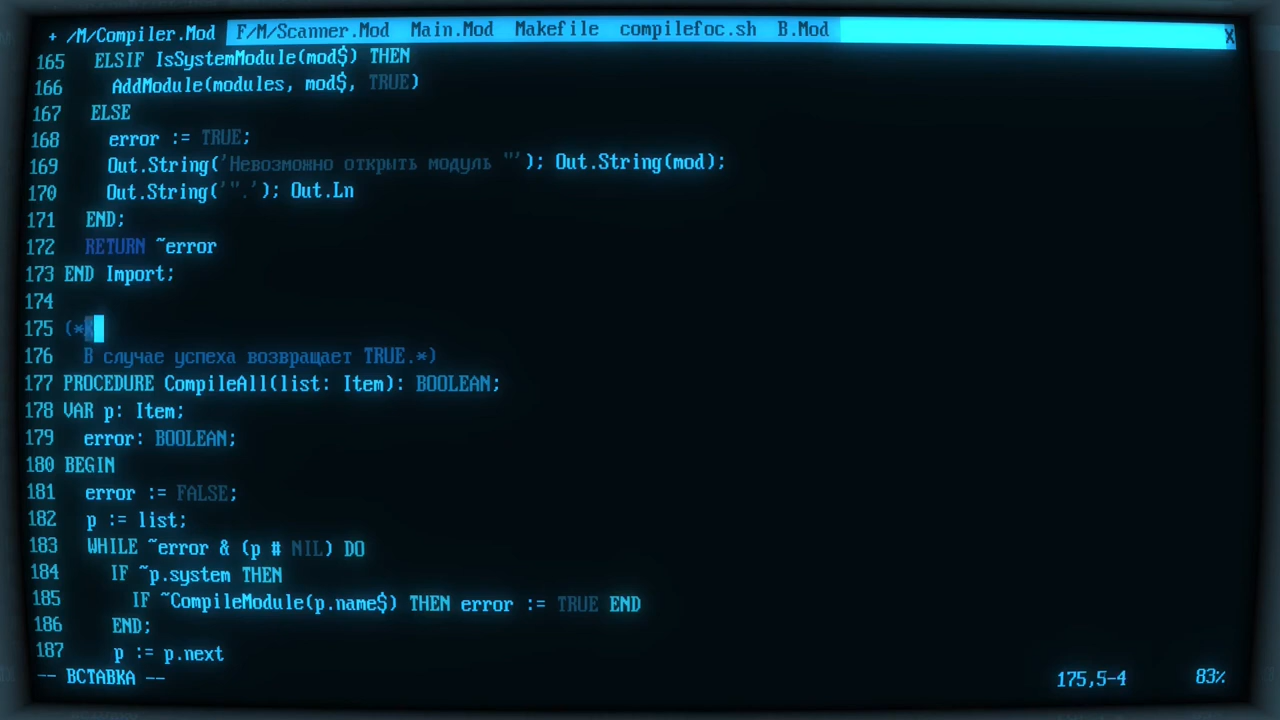 + /M/Compiler.Mod F/M/Scanner.Mod Main.Mod Makefile compilefoc.sh B.Mod X
165 ELSIF IsSystemModule(mod$) THEN
166 AddModule(modules, mod$, TRUE)
167 ELSE
168 error := TRUE;
169 Out.String('Невозможно открыть модуль "'); Out.String(mod);
170 Out.String('".'); Out.Ln
171 END;
172 RETURN ~error
173 END Import;
174
175 (*
176 В случае успеха возвращает TRUE.*)
177 PROCEDURE CompileAll(list: Item): BOOLEAN;
178 VAR p: Item;
179 error: BOOLEAN;
180 BEGIN
181 error := FALSE;
182 p := list;
183 WHILE ~error & (p # NIL) DO
184 IF ~p.system THEN
185 IF ~CompileModule(p.name$) THEN error := TRUE END
186 END;
187 p := p.next
-- ВСТАВКА -- 175,5-4 83%